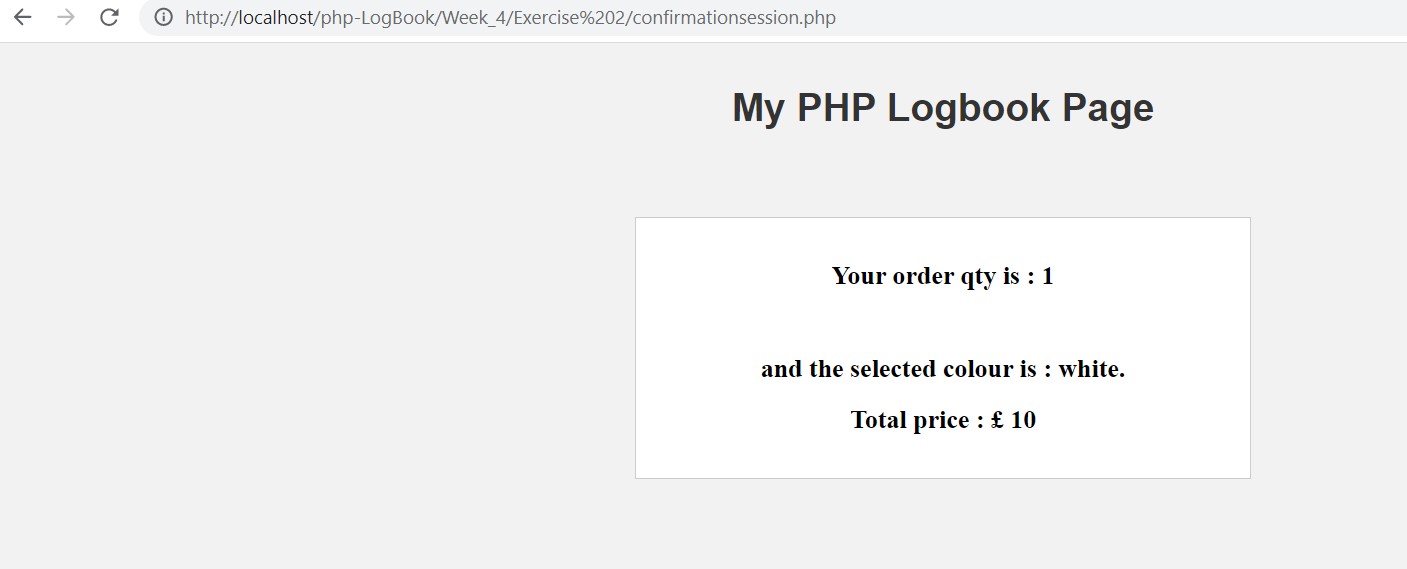 http://localhost/php-LogBook/Week_4/Exercise%202/confirmationsession.php
My PHP Logbook Page
Your order qty is : 1
and the selected colour is : white.
Total price : £ 10